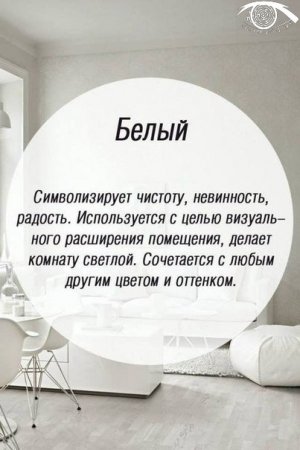 Белый
Символизирует чистоту, невинность,
радость. Используется с целью визуаль–
ного расширения помещения, делает
комнату светлой. Сочетается с любым
другим цветом и оттенком.